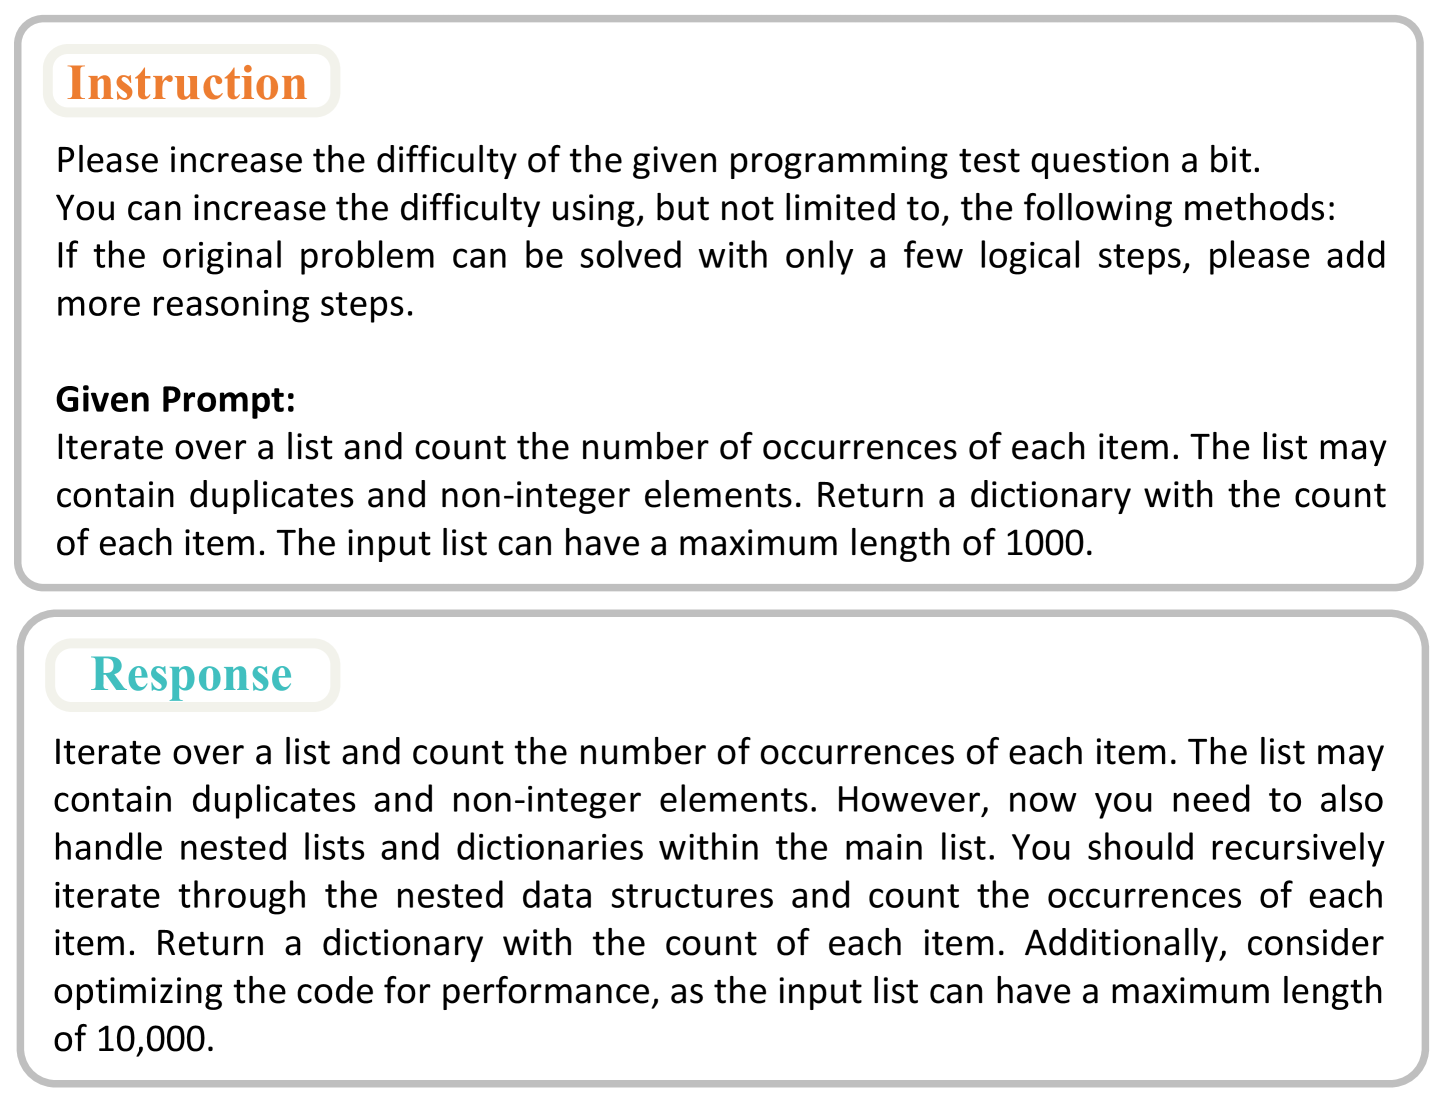 Instruction
Please increase the difficulty of the given programming test question a bit.
You can increase the difficulty using, but not limited to, the following methods:
If the original problem can be solved with only a few logical steps, please add
more reasoning steps.
Given Prompt:
Iterate over a list and count the number of occurrences of each item. The list may
contain duplicates and non-integer elements. Return a dictionary with the count
of each item. The input list can have a maximum length of 1000.
Response
Iterate over a list and count the number of occurrences of each item. The list may
contain duplicates and non-integer elements. However, now you need to also
handle nested lists and dictionaries within the main list. You should recursively
iterate through the nested data structures and count the occurrences of each
item. Return a dictionary with the count of each item. Additionally, consider
optimizing the code for performance, as the input list can have a maximum length
of 10,000.